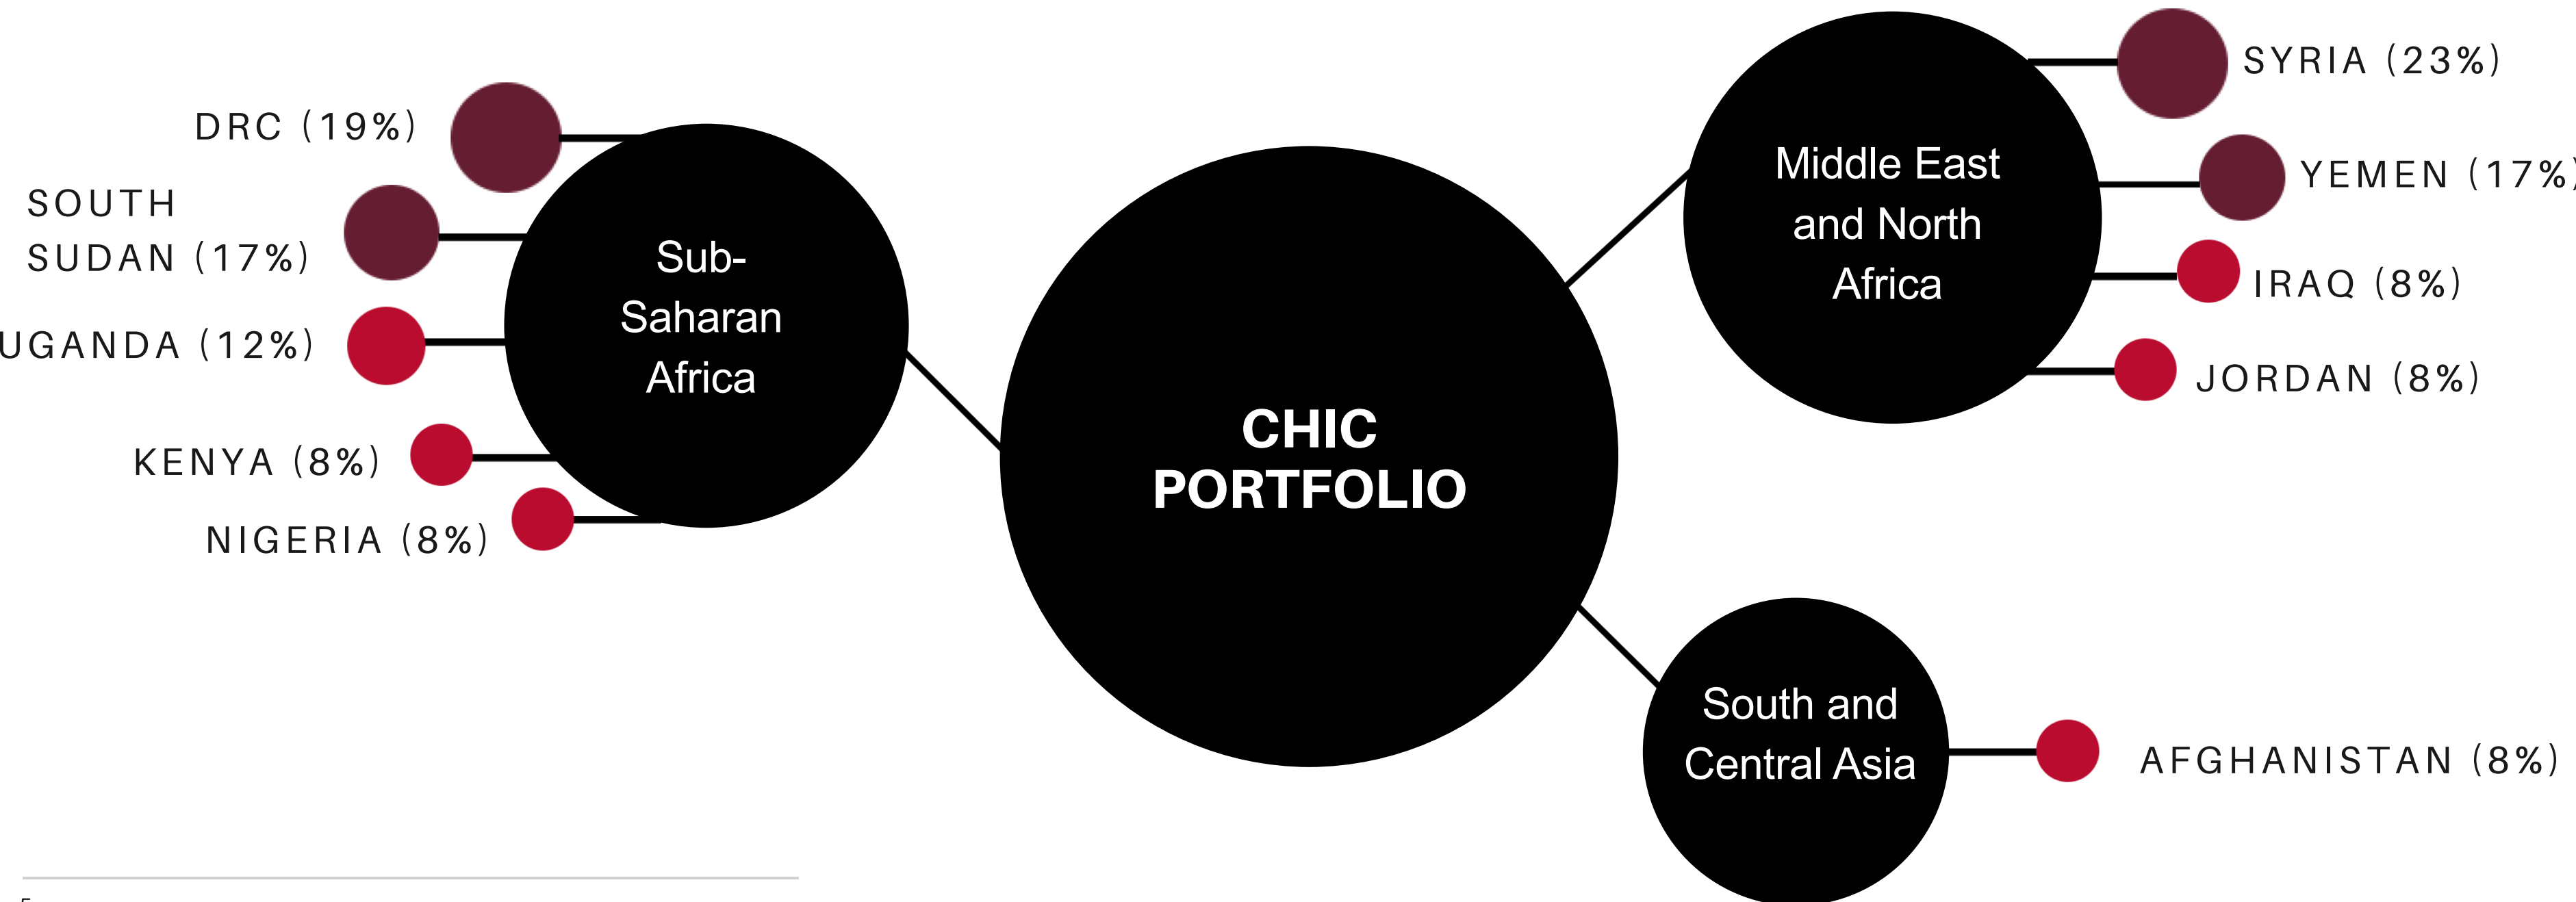 DRC (19%)
SOUTH
SUDAN (17%)
UGANDA (12%)
KENYA (8%)
NIGERIA (8%)
Sub-
Saharan
Africa
CHIC
PORTFOLIO
Middle East
and North
Africa
SYRIA (23%)
YEMEN (17%)
IRAQ (8%)
JORDAN (8%)
South and
Central Asia
AFGHANISTAN (8%)